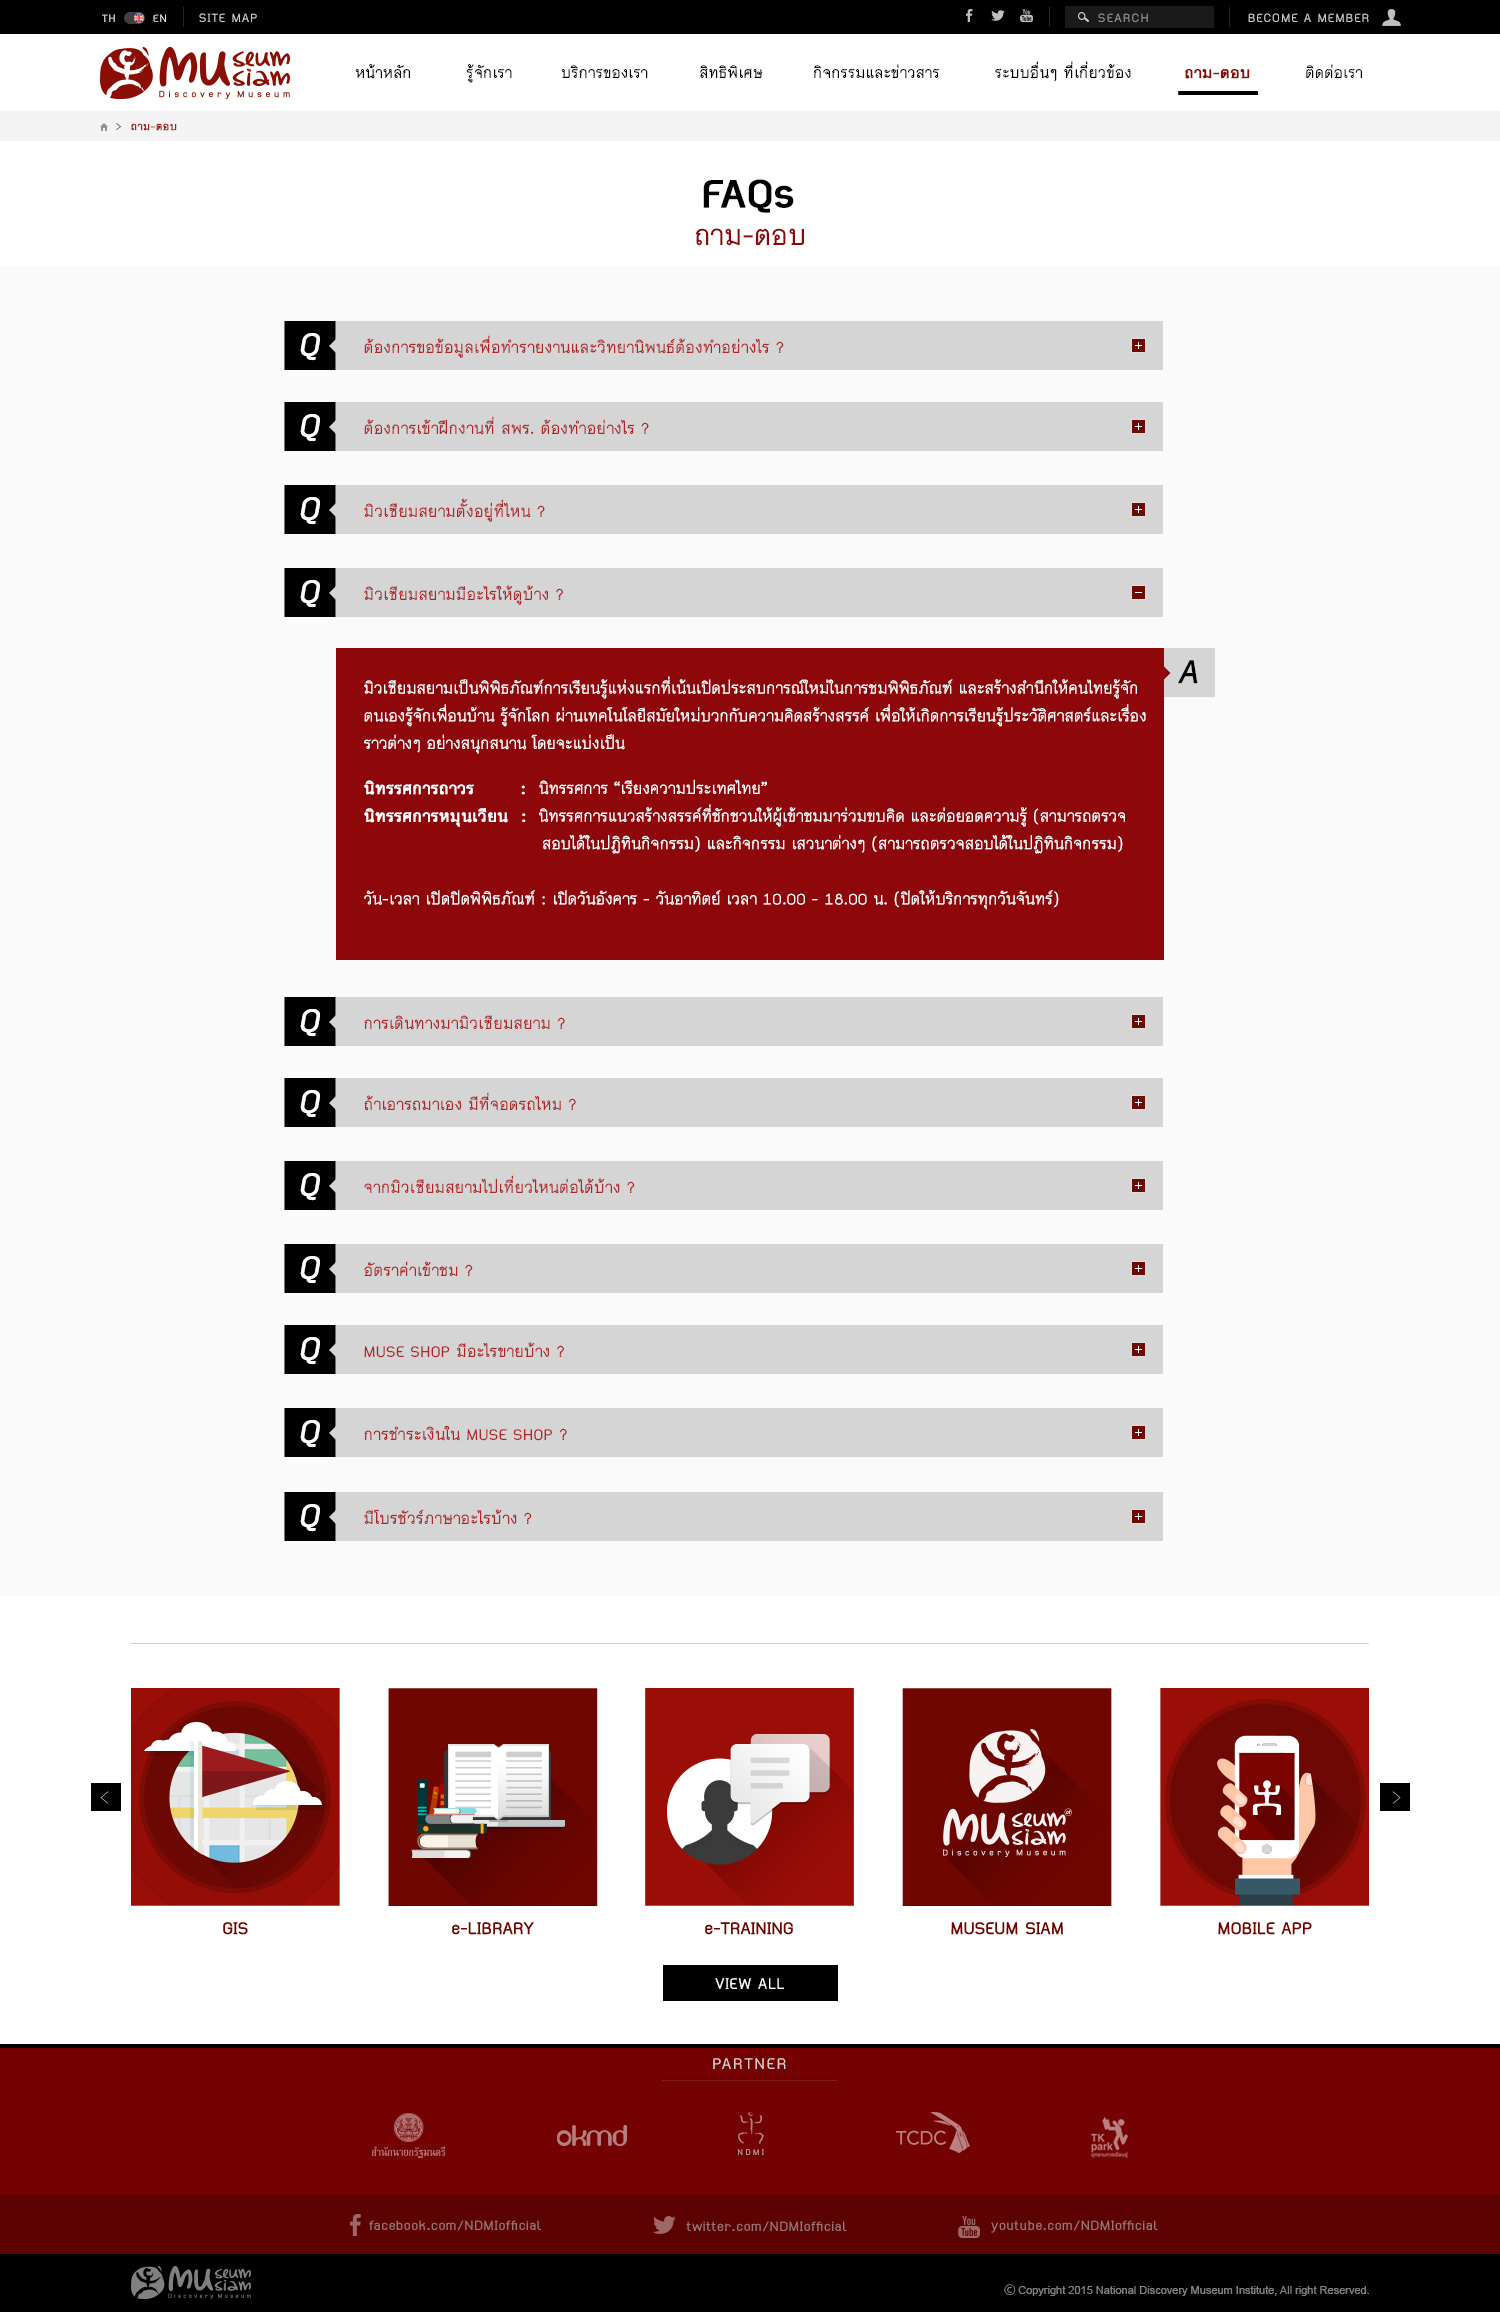 TH EN SITE MAP
SEARCH
BECOME A MEMBER
MUseum siam
Discovery Museum
หน้าหลัก
รู้จักเรา
บริการของเรา
สิทธิพิเศษ
กิจกรรมและข่าวสาร
ระบบอื่นๆ ที่เกี่ยวข้อง
ถาม-ตอบ
ติดต่อเรา
> ถาม-ตอบ
FAQs
ถาม-ตอบ
Q ต้องการขอข้อมูลเพื่อทำรายงานและวิทยานิพนธ์ต้องทำอย่างไร ?
Q ต้องการเข้าฝึกงานที่ สพร. ต้องทำอย่างไร ?
Q มิวเซียมสยามตั้งอยู่ที่ไหน ?
Q มิวเซียมสยามมีอะไรให้ดูบ้าง ?
A
มิวเซียมสยามเป็นพิพิธภัณฑ์การเรียนรู้แห่งแรกที่เน้นเปิดประสบการณ์ใหม่ในการชมพิพิธภัณฑ์ และสร้างสำนึกให้คนไทยรู้จัก
ตนเองรู้จักเพื่อนบ้าน รู้จักโลก ผ่านเทคโนโลยีสมัยใหม่บวกกับความคิดสร้างสรรค์ เพื่อให้เกิดการเรียนรู้ประวัติศาสตร์และเรื่อง
ราวต่างๆ อย่างสนุกสนาน โดยจะแบ่งเป็น
นิทรรศการถาวร : นิทรรศการ “เรียงความประเทศไทย”
นิทรรศการหมุนเวียน : นิทรรศการแนวสร้างสรรค์ที่ชักชวนให้ผู้เข้าชมมาร่วมขบคิด และต่อยอดความรู้ (สามารถตรวจ
สอบได้ในปฏิทินกิจกรรม) และกิจกรรม เสวนาต่างๆ (สามารถตรวจสอบได้ในปฏิทินกิจกรรม)
วัน-เวลา เปิดปิดพิพิธภัณฑ์ : เปิดวันอังคาร - วันอาทิตย์ เวลา 10.00 - 18.00 น. (ปิดให้บริการทุกวันจันทร์)
Q การเดินทางมามิวเซียมสยาม ?
Q ถ้าเอารถมาเอง มีที่จอดรถไหม ?
Q จากมิวเซียมสยามไปเที่ยวไหนต่อได้บ้าง ?
Q อัตราค่าเข้าชม ?
Q MUSE SHOP มีอะไรขายบ้าง ?
Q การชำระเงินใน MUSE SHOP ?
Q มีโบรชัวร์ภาษาอะไรบ้าง ?
MUseum siam
Discovery Museum
GIS
e-LIBRARY
e-TRAINING
MUSEUM SIAM
MOBILE APP
VIEW ALL
PARTNER
สำนักนายกรัฐมนตรี
okmd
NDMI
TCDC
TK park
facebook.com/NDMIofficial
twitter.com/NDMIofficial
You Tube youtube.com/NDMIofficial
MUseum siam
Discovery Museum
© Copyright 2015 National Discovery Museum Institute, All right Reserved.